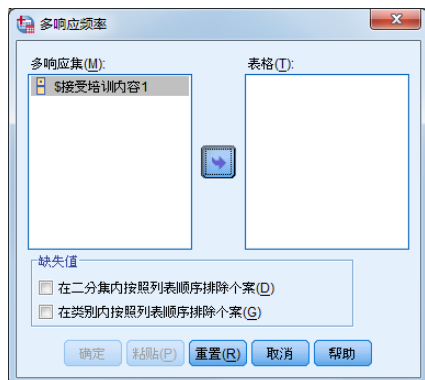 多响应频率
多响应集(M):
表格(T):
$接受培训内容1
缺失值
在二分集内按照列表顺序排除个案(D)
在类别内按照列表顺序排除个案(G)
确定 粘贴(P) 重置(R) 取消 帮助